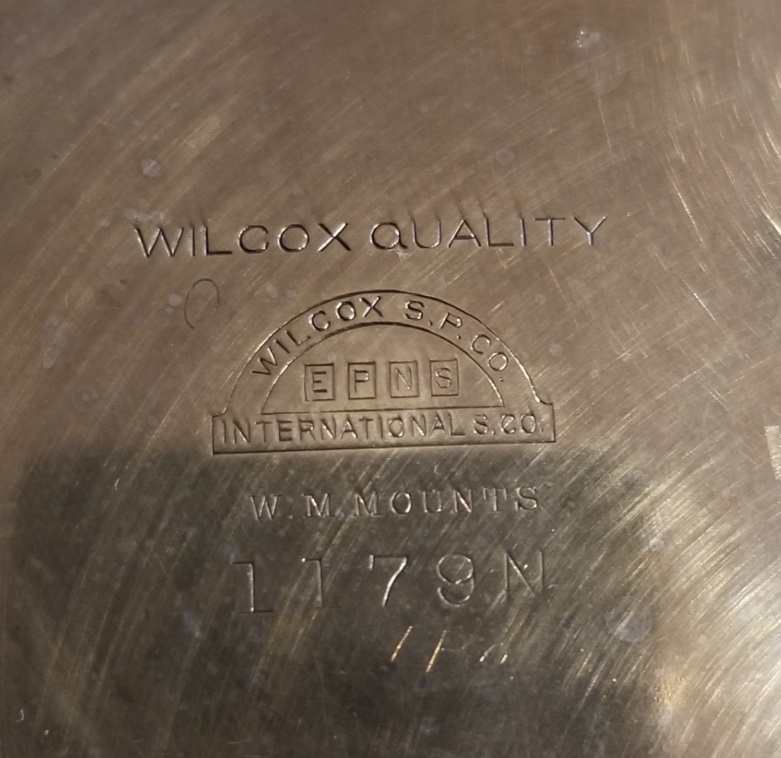 WILCOX QUALITY
WILCOX S.P.CO.
EPNS
INTERNATIONAL S.CO.
W.M.MOUNTS
1179N